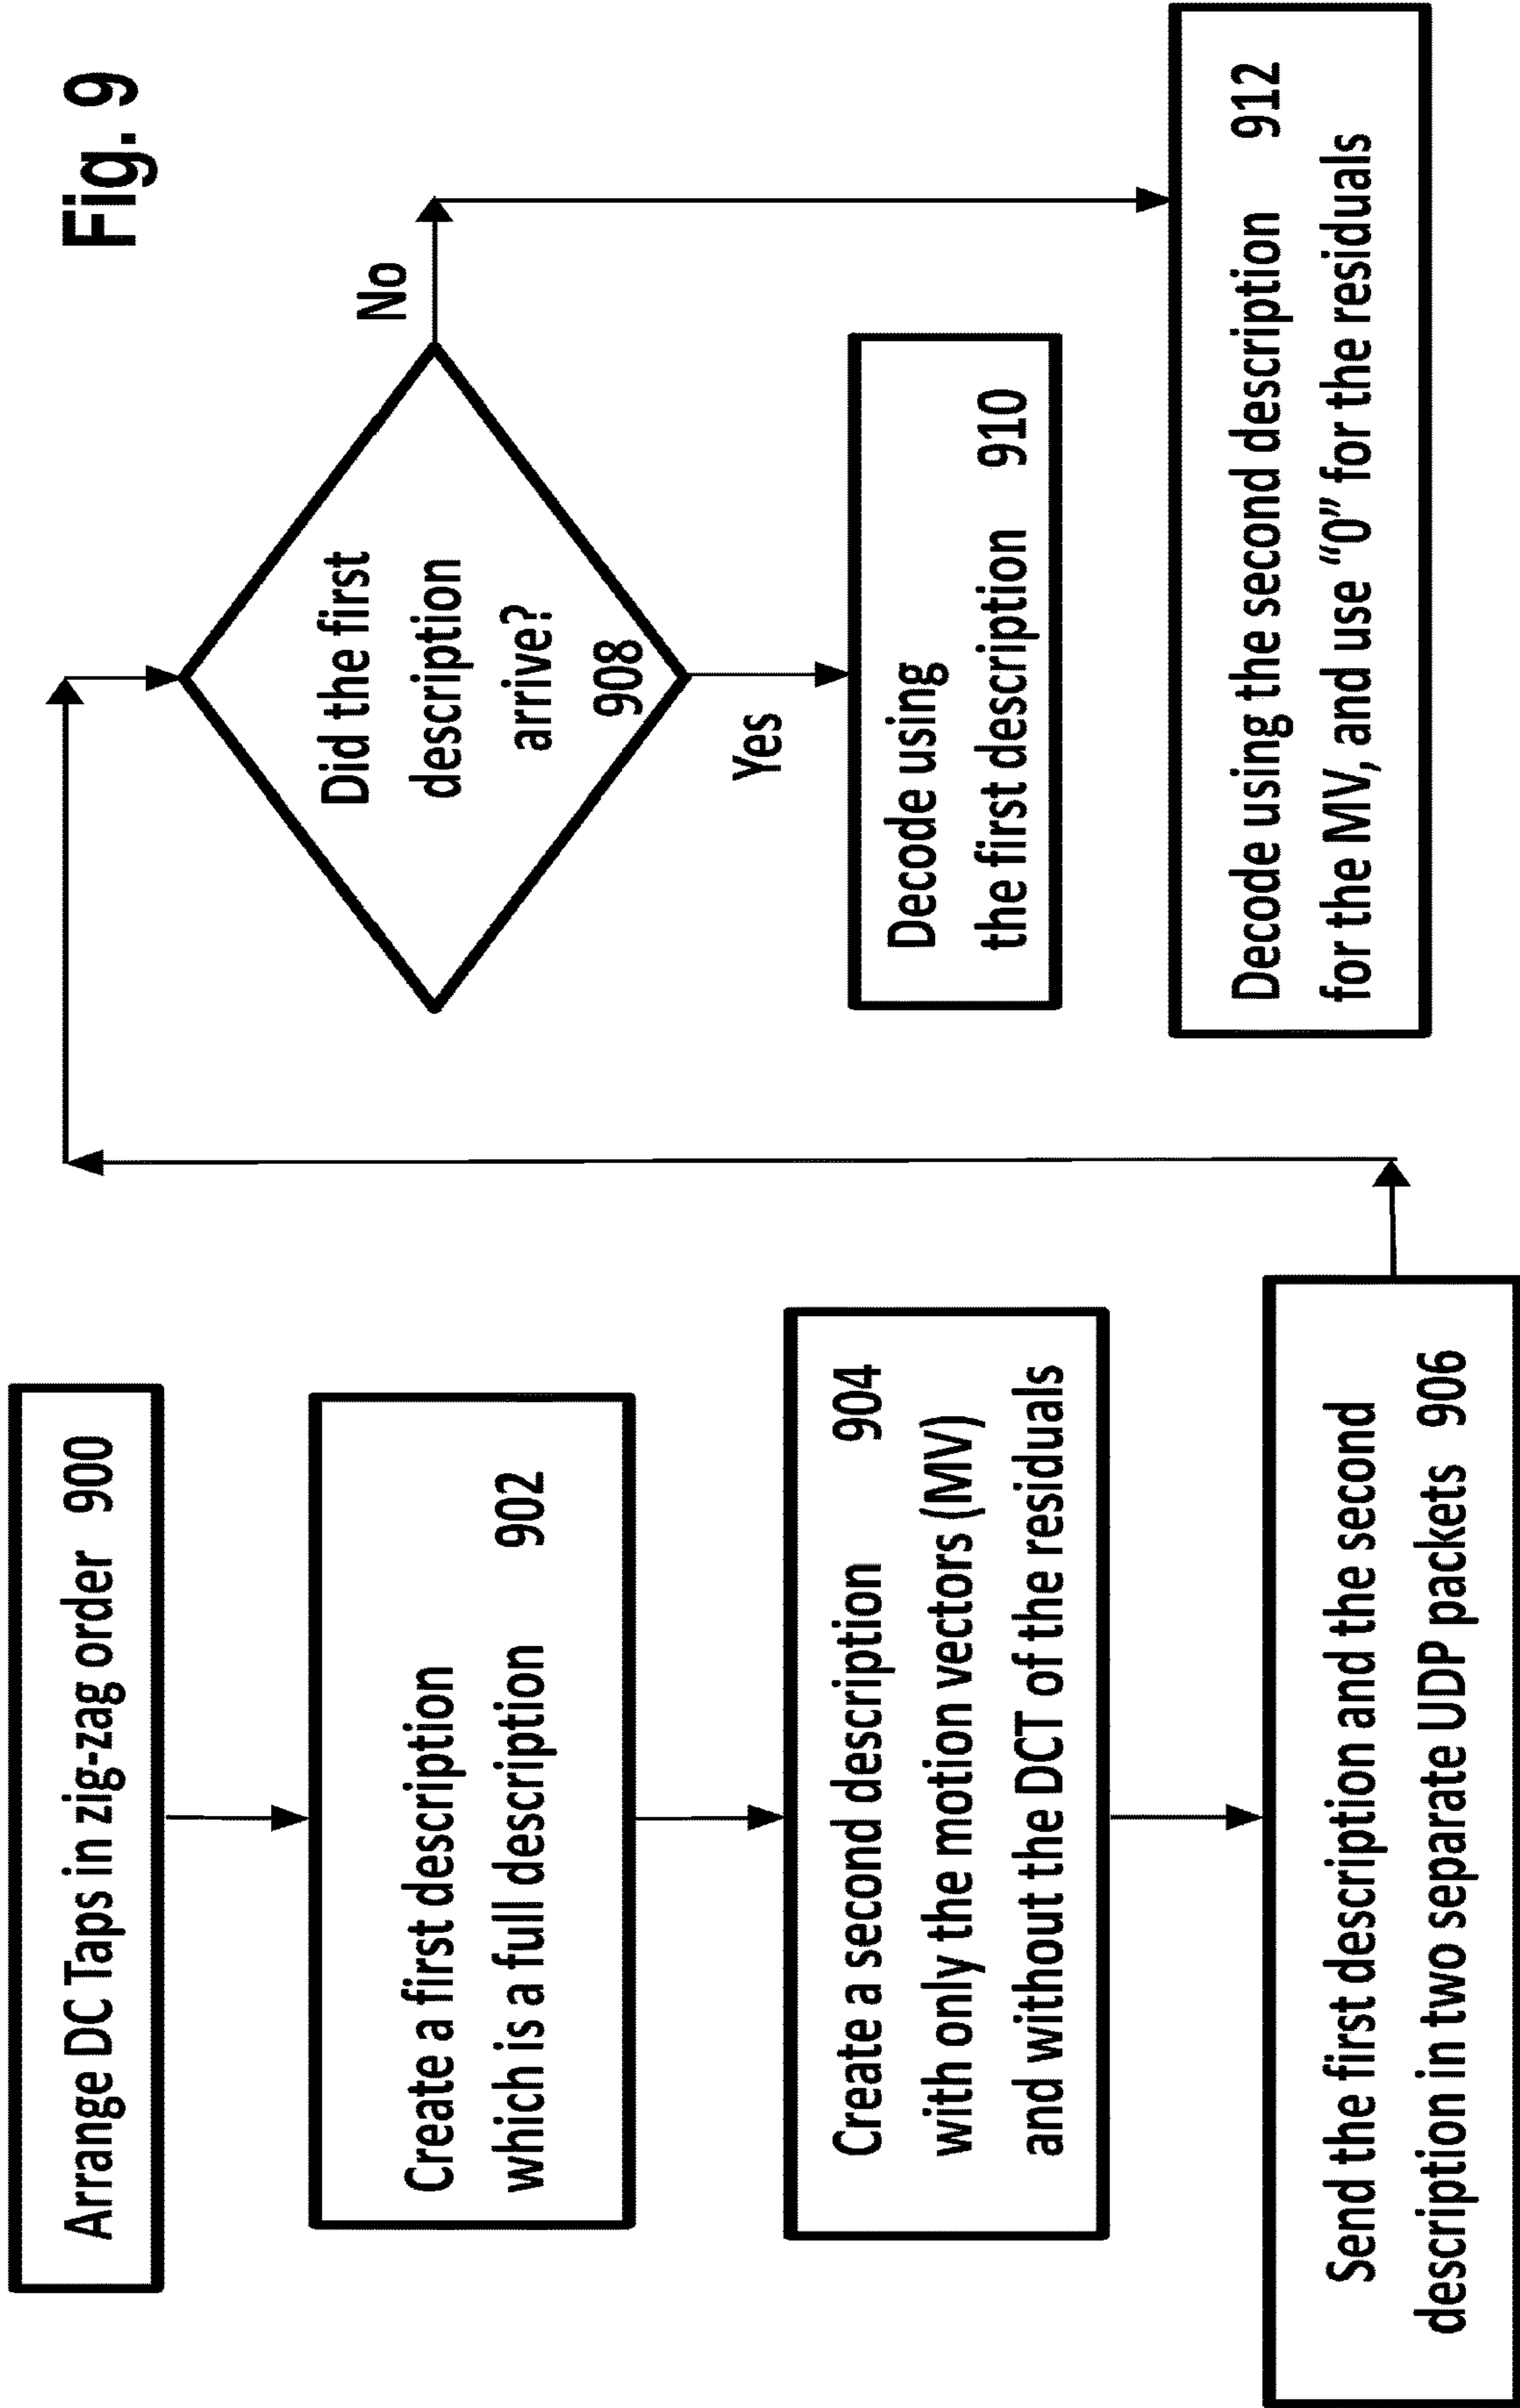 Fig. 9
Arrange DC Taps in zig-zag order 900
Create a first description
which is a full description 902
Create a second description 904
with only the motion vectors (MV)
and without the DCT of the residuals
Send the first description and the second
description in two separate UDP packets 906
Did the first
description
arrive?
908
No
Yes
Decode using
the first description 910
Decode using the second description 912
for the MV, and use “0” for the residuals